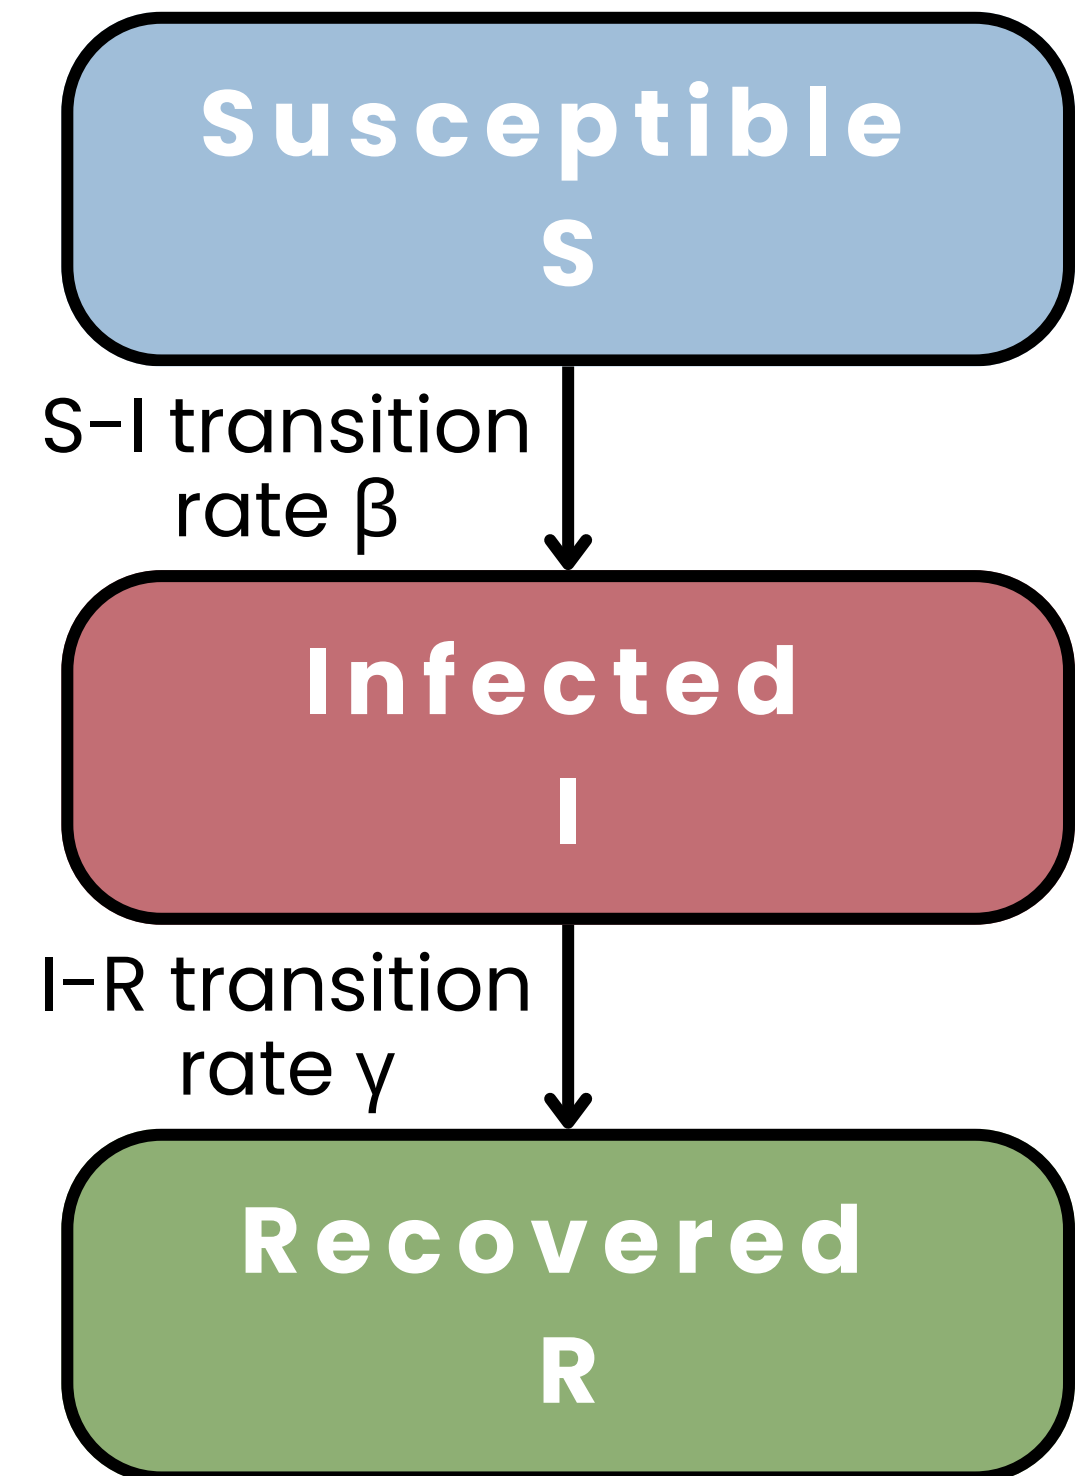 Susceptible
S
S-I transition
rate β
Infected
I
I-R transition
rate γ
Recovered
R